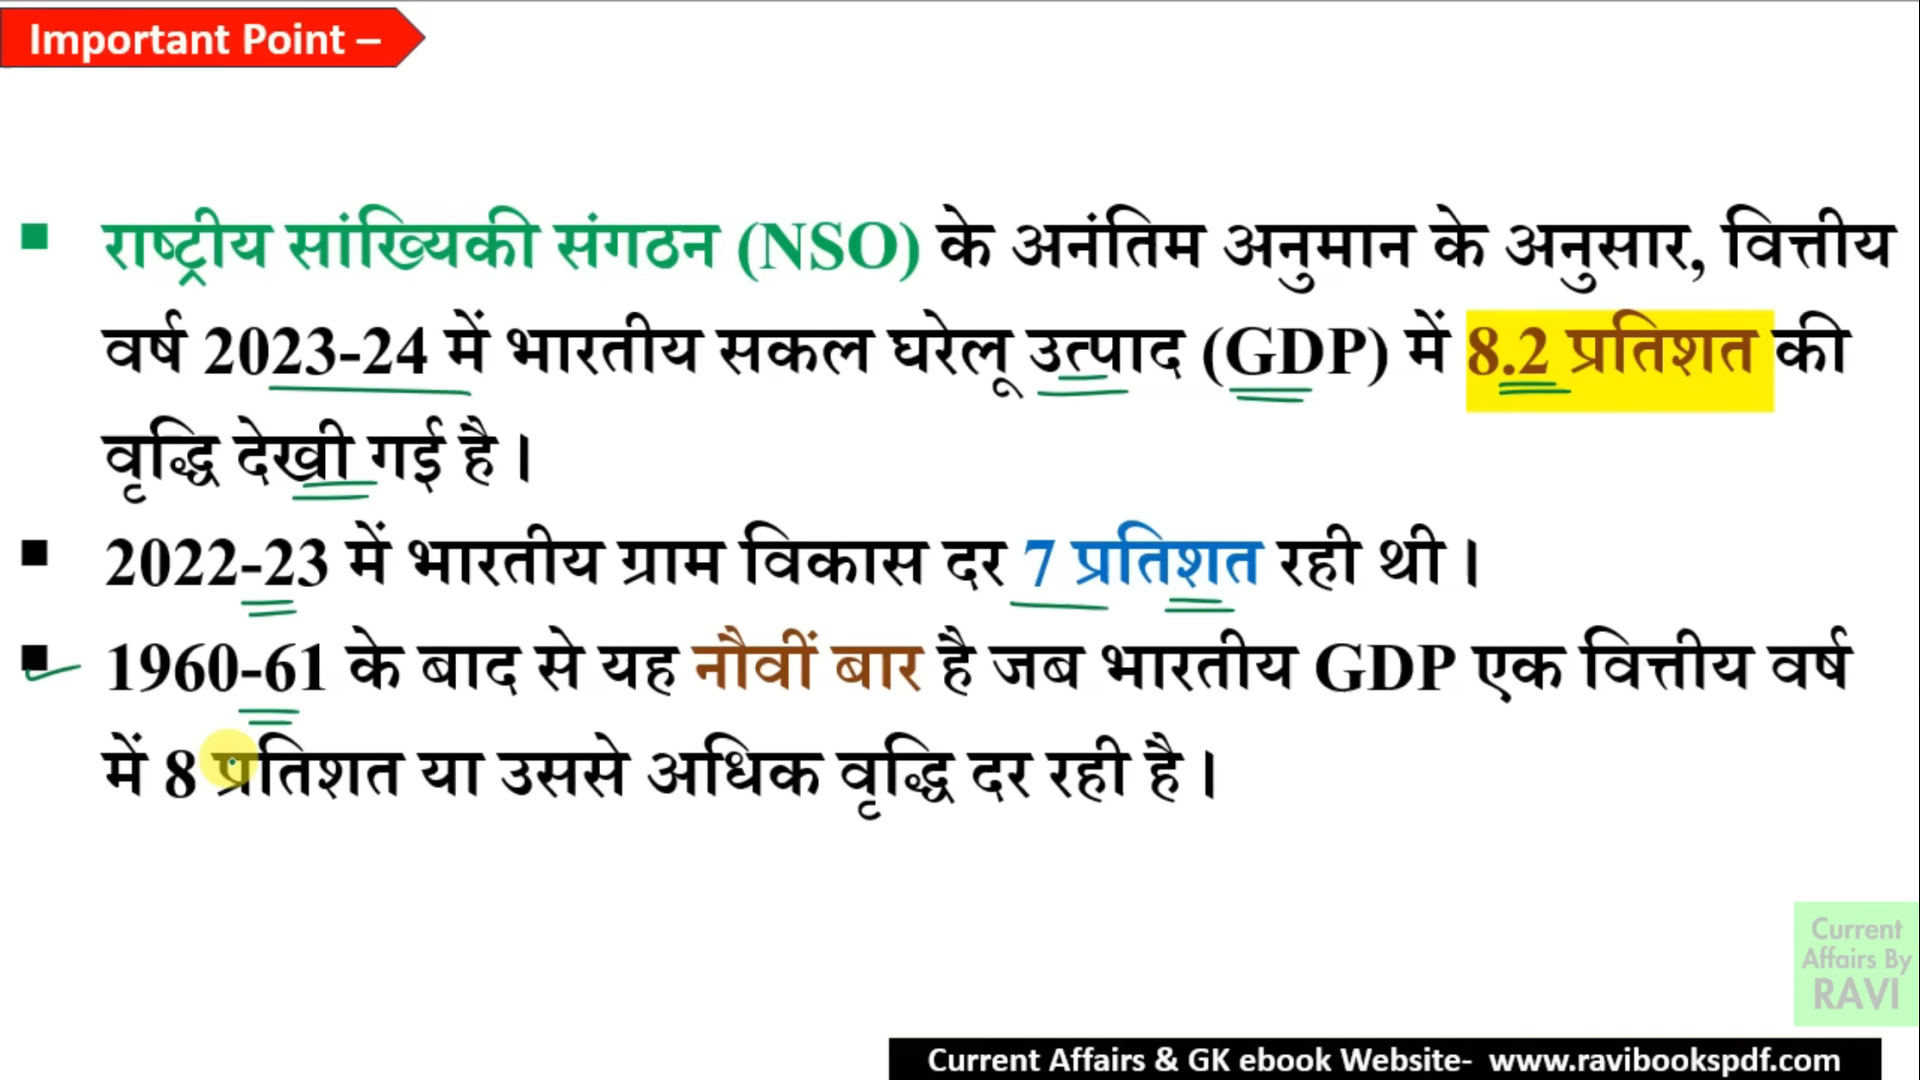 Important Point –
राष्ट्रीय सांख्यिकी संगठन (NSO) के अनंतिम अनुमान के अनुसार, वित्तीय
वर्ष 2023-24 में भारतीय सकल घरेलू उत्पाद (GDP) में 8.2 प्रतिशत की
वृद्धि देखी गई है।
2022-23 में भारतीय ग्राम विकास दर 7 प्रतिशत रही थी।
1960-61 के बाद से यह नौवीं बार है जब भारतीय GDP एक वित्तीय वर्ष
में 8 प्रतिशत या उससे अधिक वृद्धि दर रही है।
Current
Affairs By
RAVI
Current Affairs & GK ebook Website- www.ravibookspdf.com